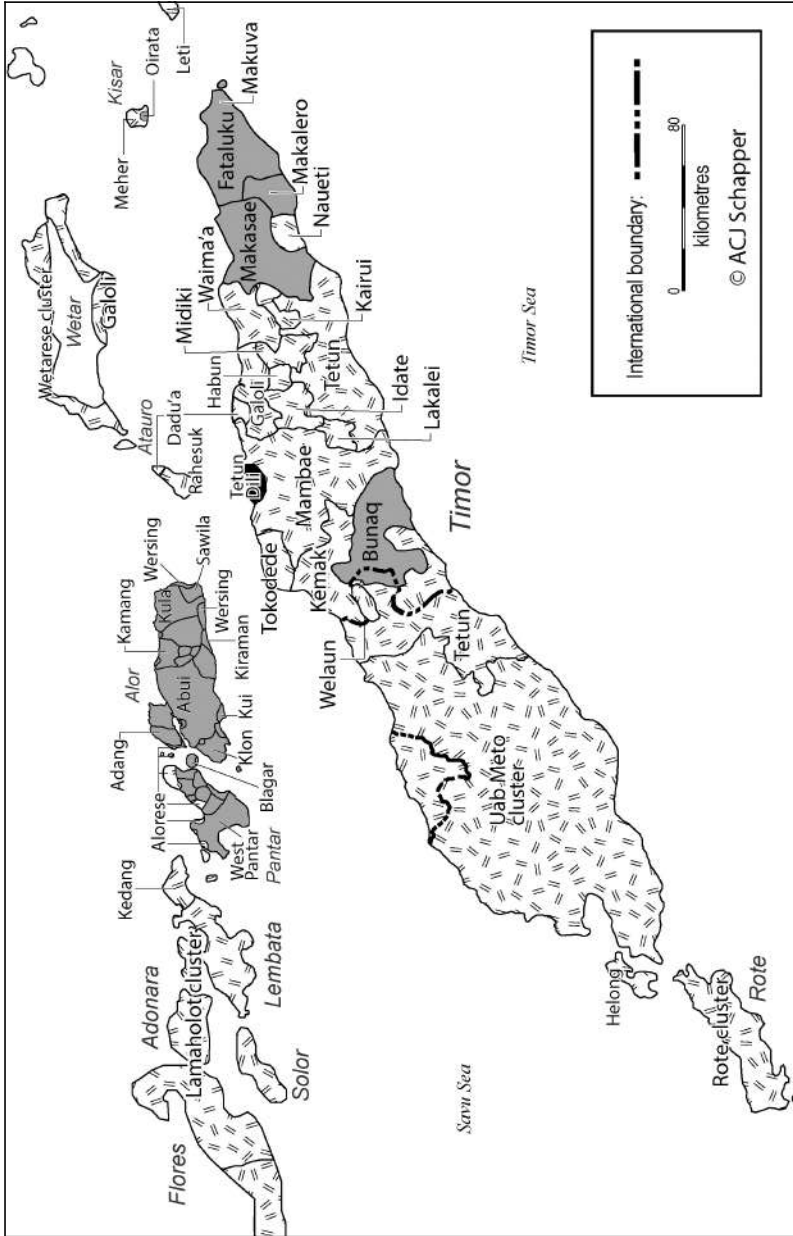 Flores
Adonara
Lamaholot cluster
Solor
Lembata
Kedang
Alorese
West
Pantar
Pantar
Blagar
Adang
Alor
Abui
Klon
Kui
Kamang
Kula
Kiraman
Wersing
Wersing
Sawila
Rahesuk
Atauro
Dadu'a
Wetarese cluster
Wetar
Galoli
Meher
Kisar
Oirata
Leti
Tetun
Dili
Tokodede
Kemak
Mambae
Bunaq
Welaun
Tetun
Habun
Galoli
Midiki
Waima'a
Tetun
Idate
Lakalei
Kairui
Makasae
Fataluku
Makuva
Makalero
Naueti
Timor
Uab Meto
cluster
Helong
Rote cluster
Rote
Savu Sea
Timor Sea
International boundary:
0 80
kilometres
© ACJ Schapper